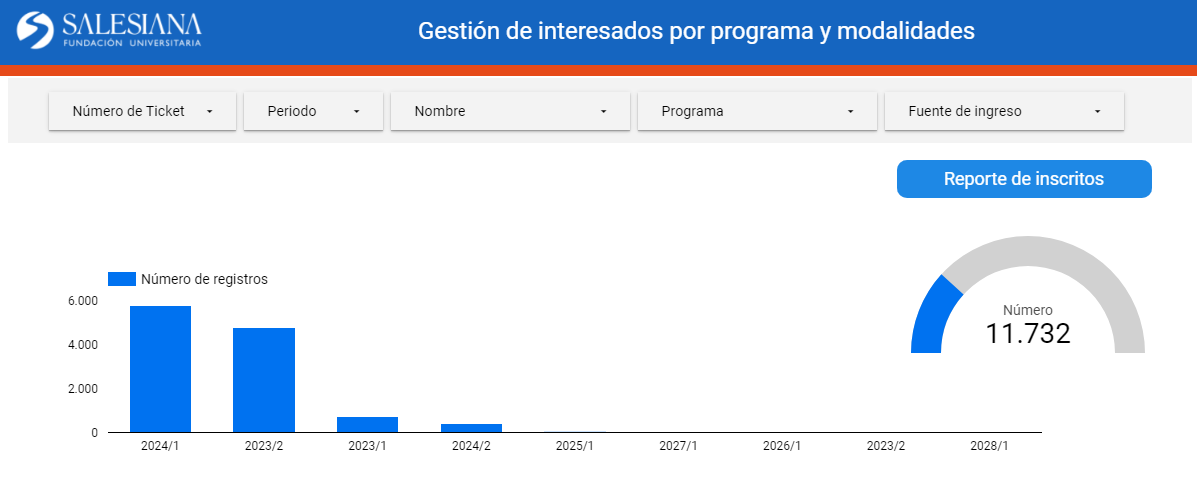 SALESIANA
FUNDACIÓN UNIVERSITARIA
Gestión de interesados por programa y modalidades
Número de Ticket
Periodo
Nombre
Programa
Fuente de ingreso
Reporte de inscritos
Número de registros
6.000
4.000
2.000
0
2024/1
2023/2
2023/1
2024/2
2025/1
2027/1
2026/1
2023/2
2028/1
Número
11.732